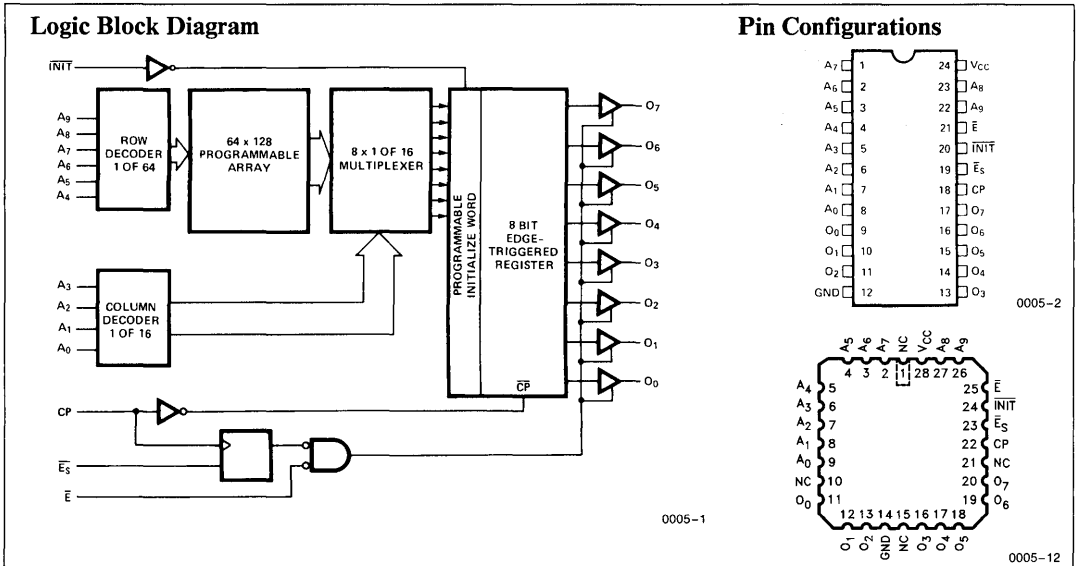 Logic Block Diagram
INIT
A9
A8
A7
A6
A5
A4
ROW
DECODER
1 OF 64
64 x 128
PROGRAMMABLE
ARRAY
8 x 1 OF 16
MULTIPLEXER
PROGRAMMABLE
INITIALIZE WORD
8 BIT
EDGE-
TRIGGERED
REGISTER
CP
O7
O6
O5
O4
O3
O2
O1
O0
A3
A2
A1
A0
COLUMN
DECODER
1 OF 16
CP
ES
E
0005-1
Pin Configurations
A7 1 24 VCC
A6 2 23 A8
A5 3 22 A9
A4 4 21 E
A3 5 20 INIT
A2 6 19 ES
A1 7 18 CP
A0 8 17 O7
O0 9 16 O6
O1 10 15 O5
O2 11 14 O4
GND 12 13 O3
0005-2
A5 A6 A7 NC VCC A8 A9
4 3 2 1 28 27 26
A4 5 25 E
A3 6 24 INIT
A2 7 23 ES
A1 8 22 CP
A0 9 21 NC
NC 10 20 O7
O0 11 19 O6
12 13 14 15 16 17 18
O1 O2 GND NC O3 O4 O5
0005-12